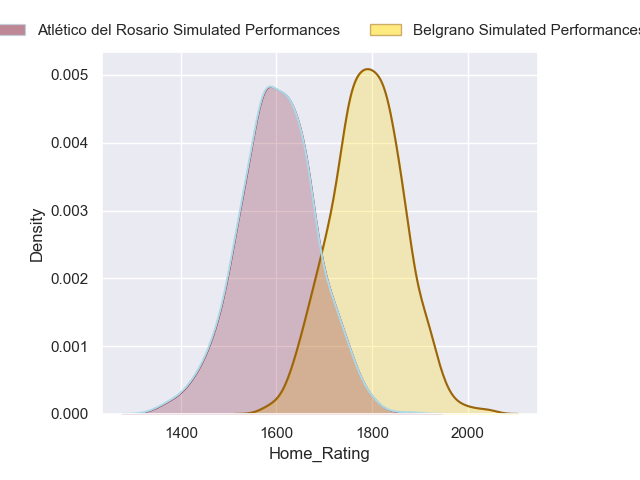 Atlético del Rosario Simulated Performances Belgrano Simulated Performances
0.005
0.004
0.003
0.002
0.001
0.000
Density
1400 1600 1800 2000
Home_Rating